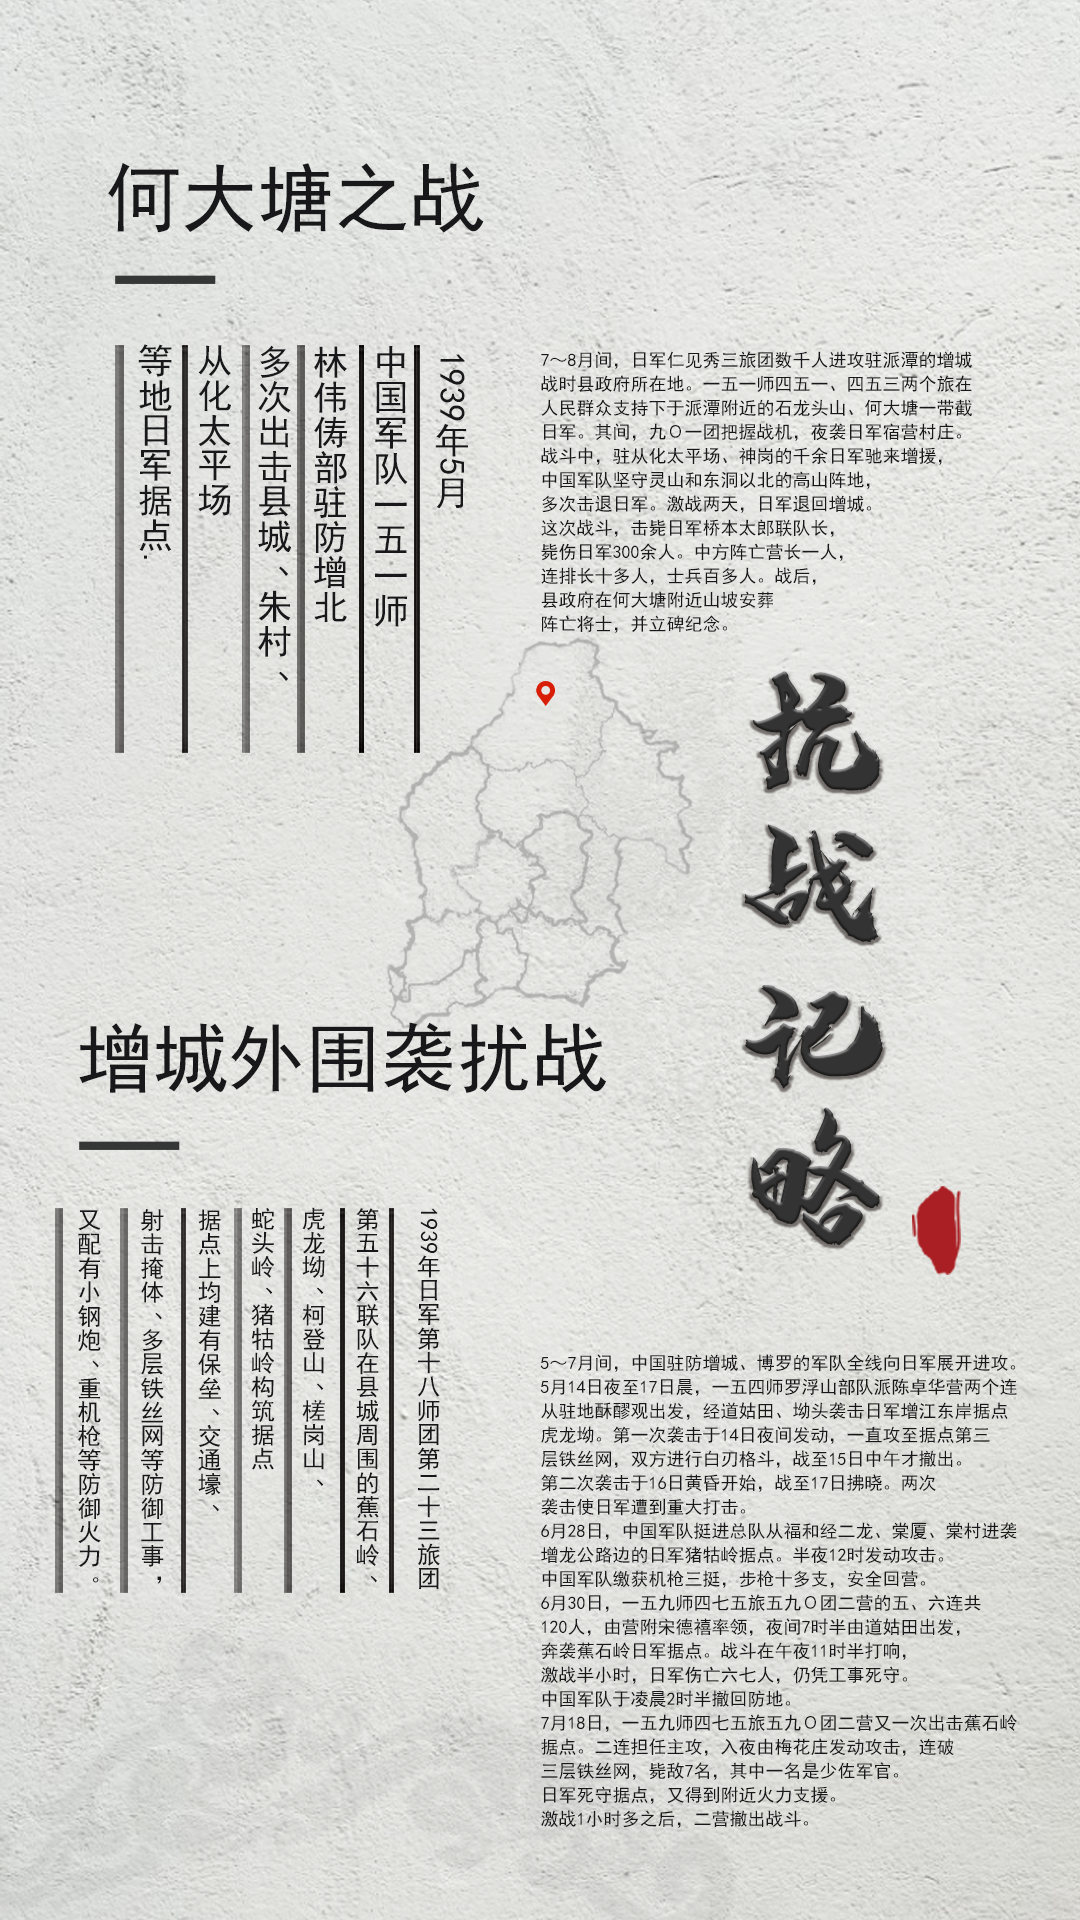 何大塘之战
1939年5月
中国军队一五一师
林伟俦部驻防增北
多次出击县城、朱村、
从化太平场
等地日军据点.
7～8月间，日军仁见秀三旅团数千人进攻驻派潭的增城
战时县政府所在地。一五一师四五一、四五三两个旅在
人民群众支持下于派潭附近的石龙头山、何大塘一带截
日军。其间，九０一团把握战机，夜袭日军宿营村庄。
战斗中，驻从化太平场、神岗的千余日军驰来增援，
中国军队坚守灵山和东洞以北的高山阵地，
多次击退日军。激战两天，日军退回增城。
这次战斗，击毙日军桥本太郎联队长，
毙伤日军300余人。中方阵亡营长一人，
连排长十多人，士兵百多人。战后，
县政府在何大塘附近山坡安葬
阵亡将士，并立碑纪念。
抗战记略
增城外围袭扰战
1939年日军第十八师团第二十三旅团
第五十六联队在县城周围的蕉石岭、
虎龙坳、柯登山、槎岗山、
蛇头岭、猪牯岭构筑据点
据点上均建有保垒、交通壕、
射击掩体、多层铁丝网等防御工事，
又配有小钢炮、重机枪等防御火力。
5～7月间，中国驻防增城、博罗的军队全线向日军展开进攻。
5月14日夜至17日晨，一五四师罗浮山部队派陈卓华营两个连
从驻地酥醪观出发，经道姑田、坳头袭击日军增江东岸据点
虎龙坳。第一次袭击于14日夜间发动，一直攻至据点第三
层铁丝网，双方进行白刃格斗，战至15日中午才撤出。
第二次袭击于16日黄昏开始，战至17日拂晓。两次
袭击使日军遭到重大打击。
6月28日，中国军队挺进总队从福和经二龙、棠厦、棠村进袭
增龙公路边的日军猪牯岭据点。半夜12时发动攻击。
中国军队缴获机枪三挺，步枪十多支，安全回营。
6月30日，一五九师四七五旅五九０团二营的五、六连共
120人，由营附宋德禧率领，夜间7时半由道姑田出发，
奔袭蕉石岭日军据点。战斗在午夜11时半打响，
激战半小时，日军伤亡六七人，仍凭工事死守。
中国军队于凌晨2时半撤回防地。
7月18日，一五九师四七五旅五九０团二营又一次出击蕉石岭
据点。二连担任主攻，入夜由梅花庄发动攻击，连破
三层铁丝网，毙敌7名，其中一名是少佐军官。
日军死守据点，又得到附近火力支援。
激战1小时多之后，二营撤出战斗。